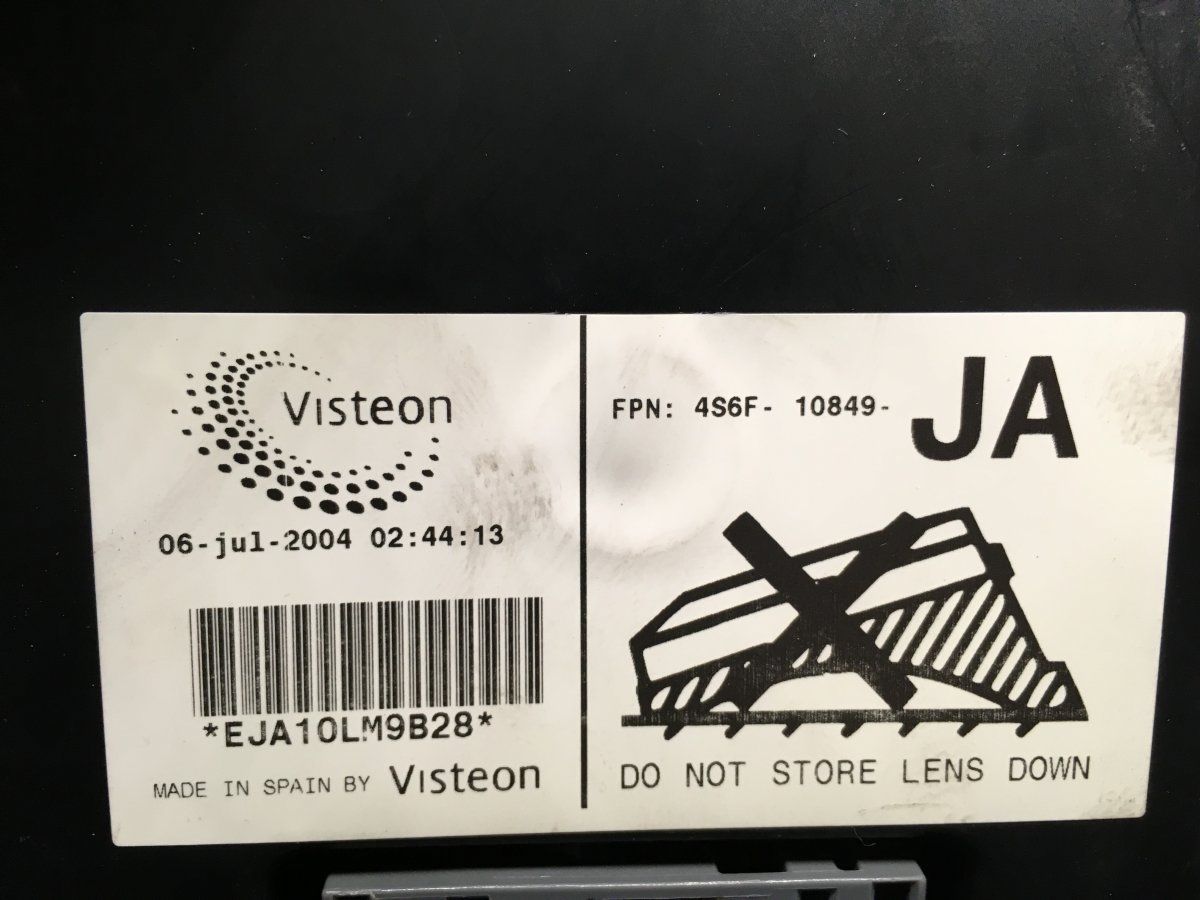 Visteon
06-jul-2004 02:44:13
*EJA10LM9B28*
MADE IN SPAIN BY Visteon
FPN: 4S6F- 10849- JA
DO NOT STORE LENS DOWN